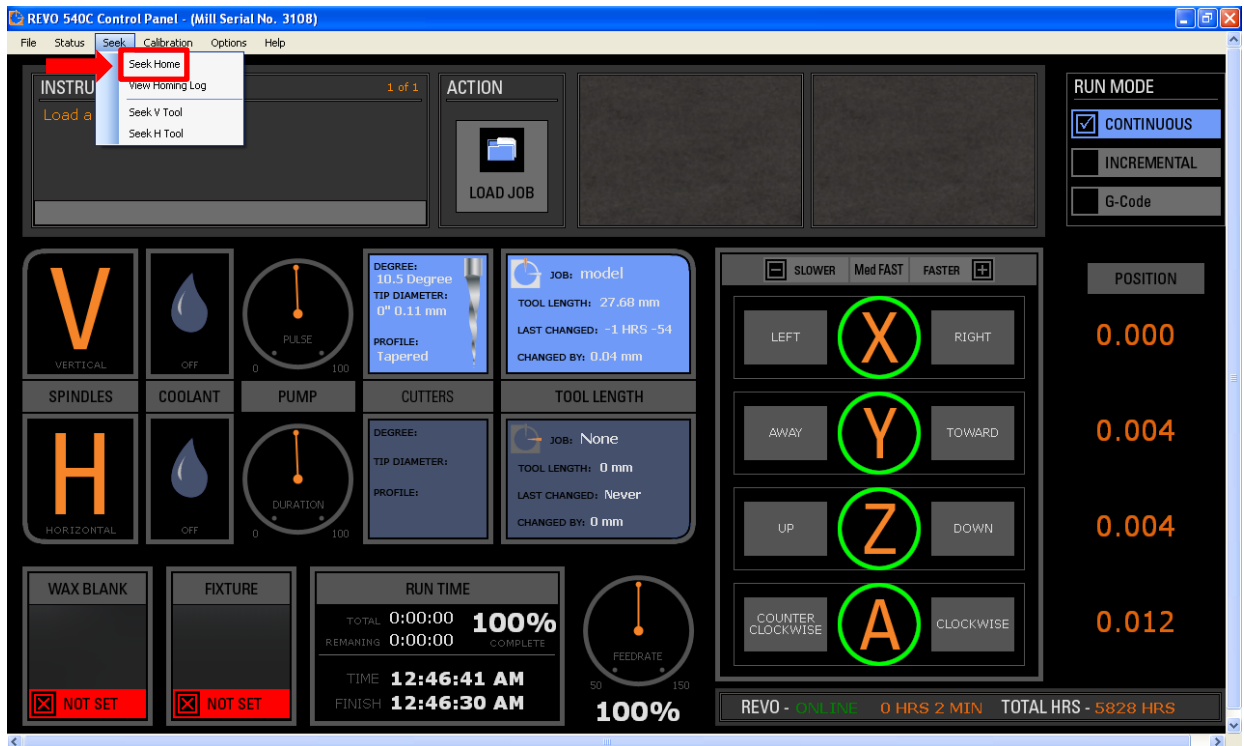 REVO 540C Control Panel - (Mill Serial No. 3108)
File Status Seek Calibration Options Help
Seek Home
View Homing Log
Seek V Tool
Seek H Tool
INSTRU
1 of 1
Load a
ACTION
LOAD JOB
RUN MODE
CONTINUOUS
INCREMENTAL
G-Code
V
VERTICAL
OFF
PULSE
0 100
DEGREE:
10.5 Degree
TIP DIAMETER:
0" 0.11 mm
PROFILE:
Tapered
JOB: model
TOOL LENGTH: 27.68 mm
LAST CHANGED: -1 HRS -54
CHANGED BY: 0.04 mm
SPINDLES COOLANT PUMP CUTTERS TOOL LENGTH
H
HORIZONTAL
OFF
DURATION
0 100
DEGREE:
TIP DIAMETER:
PROFILE:
JOB: None
TOOL LENGTH: 0 mm
LAST CHANGED: Never
CHANGED BY: 0 mm
SLOWER Med FAST FASTER
POSITION
LEFT X RIGHT 0.000
AWAY Y TOWARD 0.004
UP Z DOWN 0.004
COUNTER
CLOCKWISE A CLOCKWISE 0.012
WAX BLANK
NOT SET
FIXTURE
NOT SET
RUN TIME
TOTAL 0:00:00 100%
REMANING 0:00:00 COMPLETE
TIME 12:46:41 AM
FINISH 12:46:30 AM
FEEDRATE
50 150
100%
REVO - ONLINE 0 HRS 2 MIN TOTAL HRS - 5828 HRS